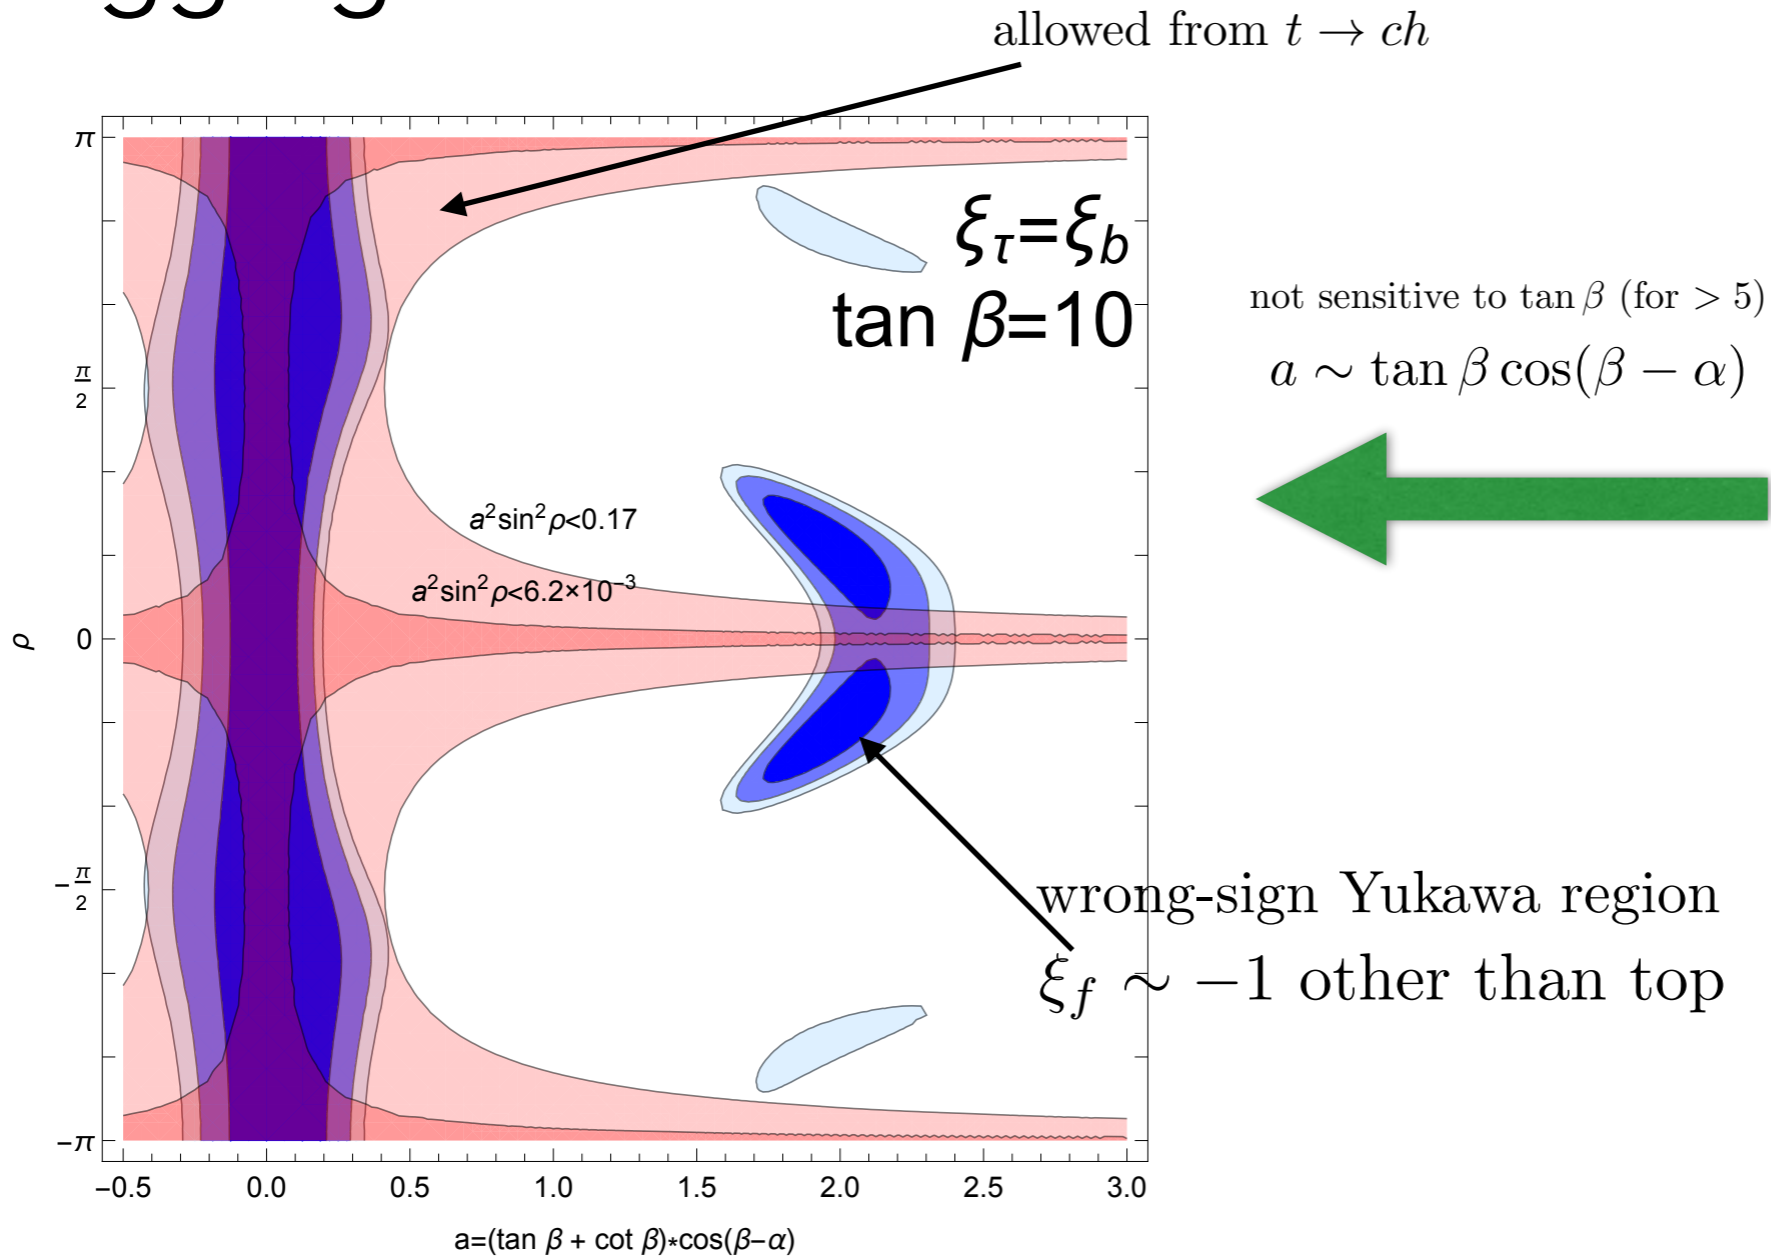 allowed from t → ch
π
ξτ=ξb
tan β=10
not sensitive to tan β (for > 5)
a ∼ tan β cos(β − α)
π/2
a²sin²ρ<0.17
a²sin²ρ<6.2×10⁻³
ρ
0
−π/2
wrong-sign Yukawa region
ξf ∼ −1 other than top
−π
−0.5 0.0 0.5 1.0 1.5 2.0 2.5 3.0
a=(tan β + cot β)*cos(β−α)